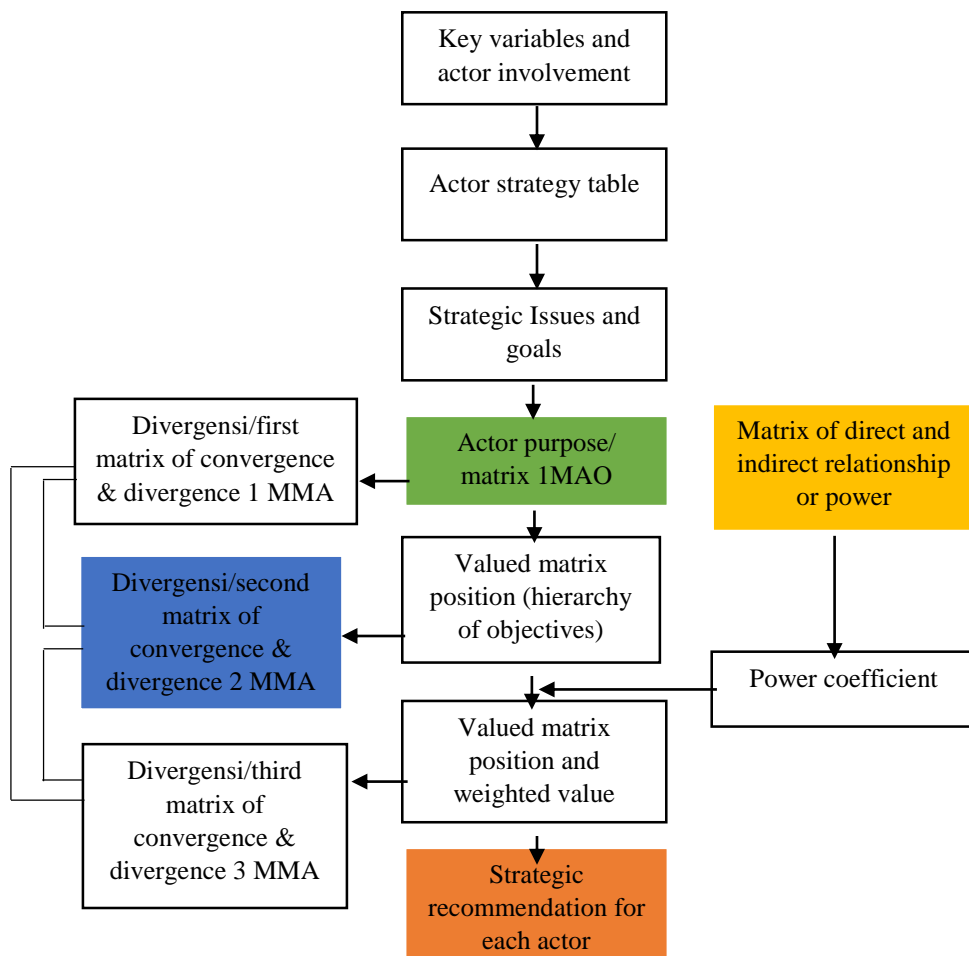 Key variables and
actor involvement
Actor strategy table
Strategic Issues and
goals
Divergensi/first
matrix of convergence
& divergence 1 MMA
Actor purpose/
matrix 1MAO
Matrix of direct and
indirect relationship
or power
Divergensi/second
matrix of
convergence &
divergence 2 MMA
Valued matrix
position (hierarchy
of objectives)
Power coefficient
Divergensi/third
matrix of
convergence &
divergence 3 MMA
Valued matrix
position and
weighted value
Strategic
recommendation for
each actor